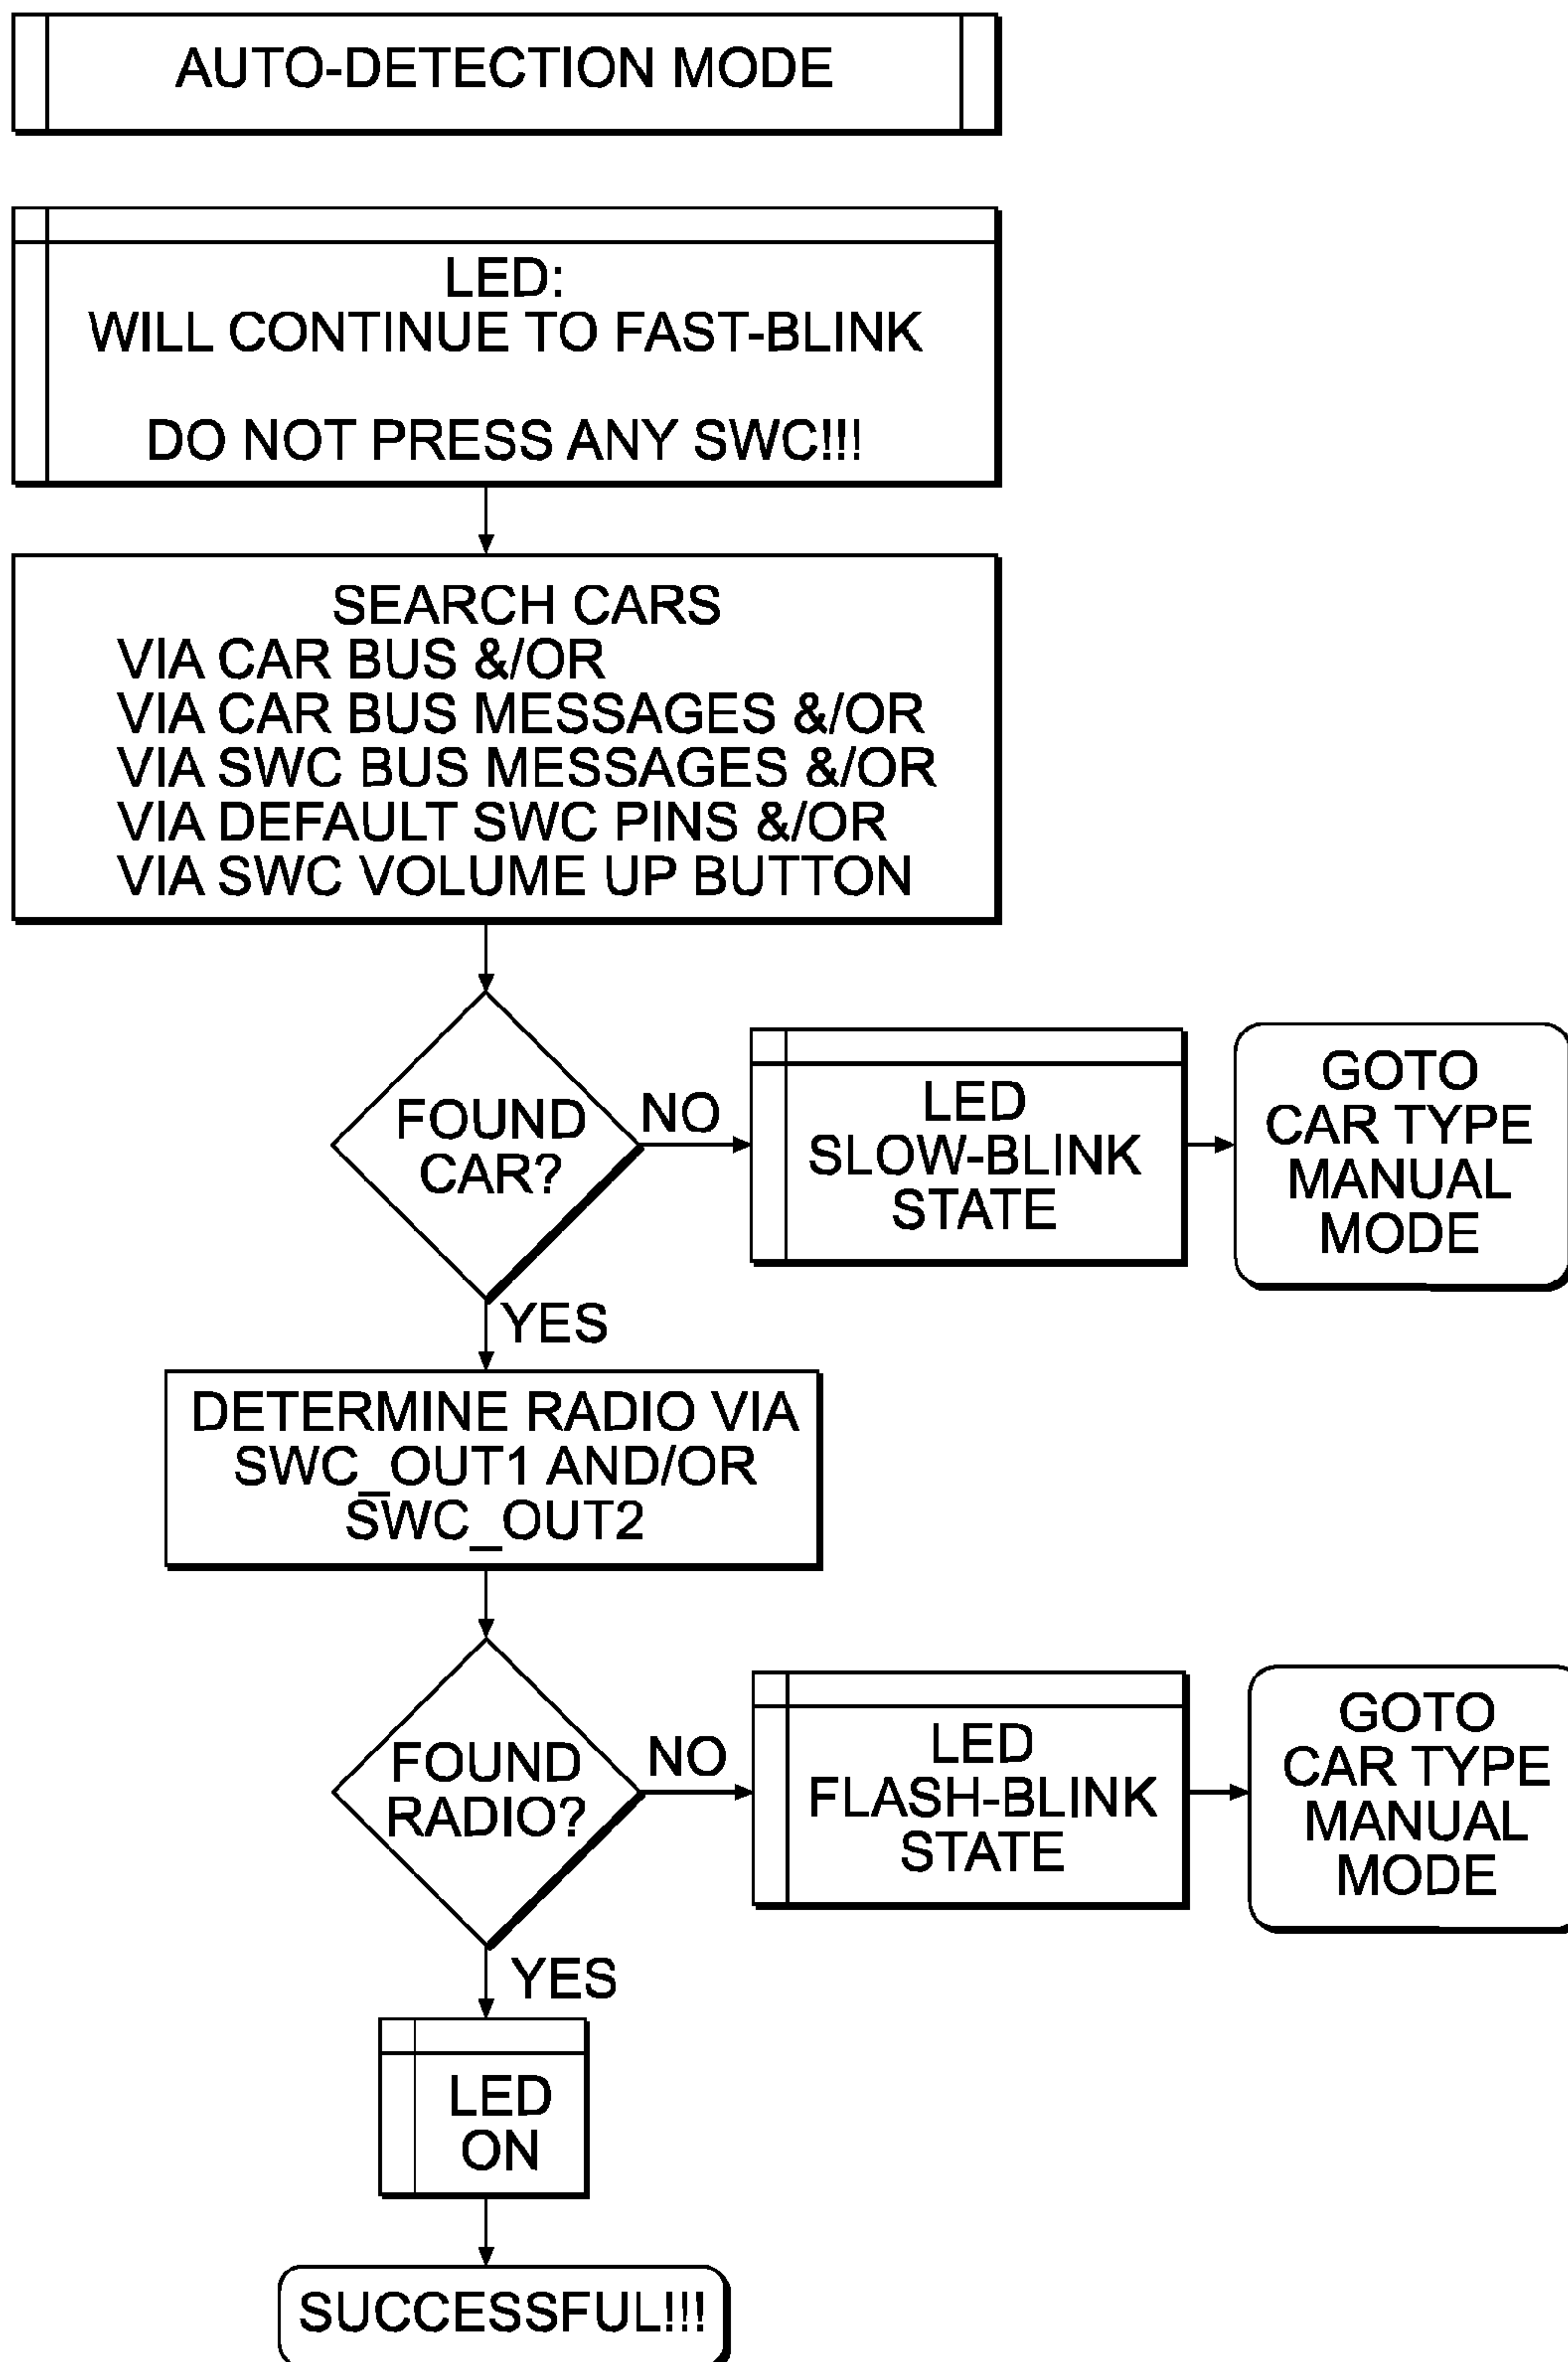 AUTO-DETECTION MODE
LED:
WILL CONTINUE TO FAST-BLINK
DO NOT PRESS ANY SWC!!!
SEARCH CARS
VIA CAR BUS &/OR
VIA CAR BUS MESSAGES &/OR
VIA SWC BUS MESSAGES &/OR
VIA DEFAULT SWC PINS &/OR
VIA SWC VOLUME UP BUTTON
FOUND
CAR?
NO
LED
SLOW-BLINK
STATE
GOTO
CAR TYPE
MANUAL
MODE
YES
DETERMINE RADIO VIA
SWC_OUT1 AND/OR
SWC_OUT2
FOUND
RADIO?
NO
LED
FLASH-BLINK
STATE
GOTO
CAR TYPE
MANUAL
MODE
YES
LED
ON
SUCCESSFUL!!!